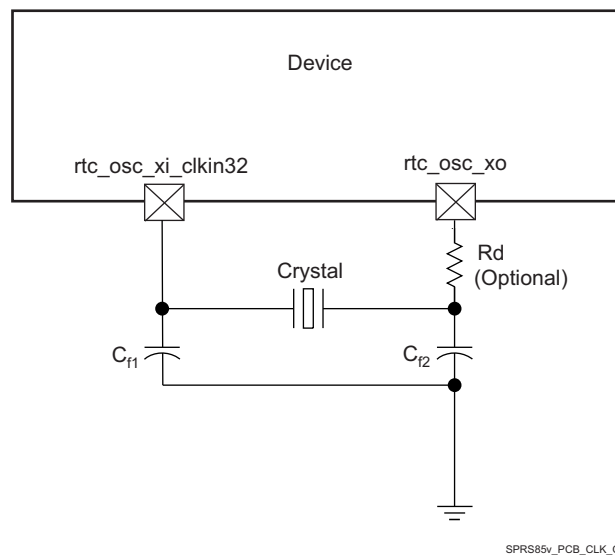 Device
rtc_osc_xi_clkin32
rtc_osc_xo
Rd
(Optional)
Crystal
Cf1
Cf2